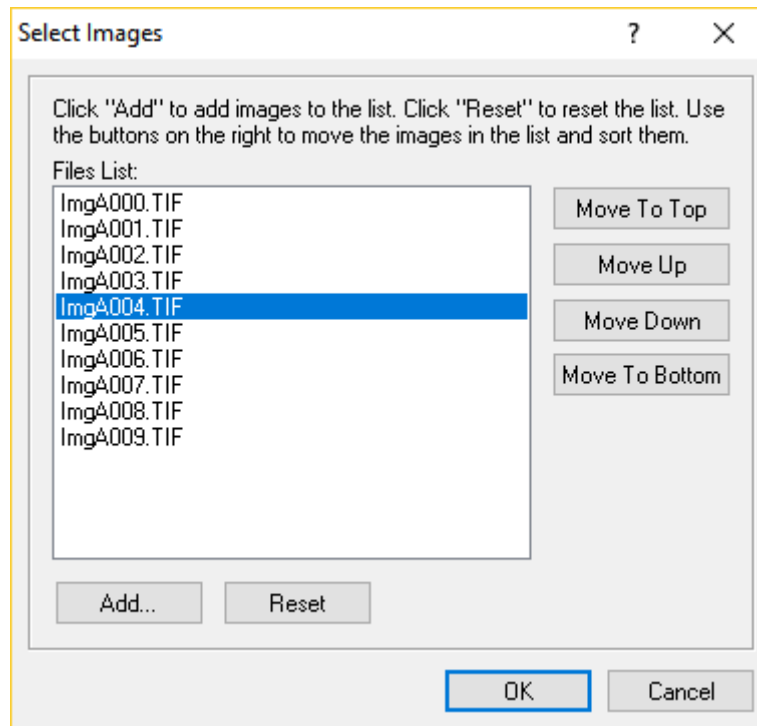 Select Images
?
Click "Add" to add images to the list. Click "Reset" to reset the list. Use
the buttons on the right to move the images in the list and sort them.
Files List:
ImgA000.TIF
ImgA001.TIF
ImgA002.TIF
ImgA003.TIF
ImgA004.TIF
ImgA005.TIF
ImgA006.TIF
ImgA007.TIF
ImgA008.TIF
ImgA009.TIF
Move To Top
Move Up
Move Down
Move To Bottom
Add...
Reset
OK
Cancel